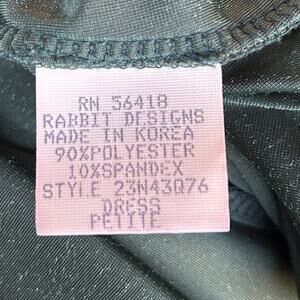 RN 56418
RABBIT DESIGNS
MADE IN KOREA
90%POLYESTER
10%SPANDEX
STYLE 23N43Q76
DRESS
PETITE